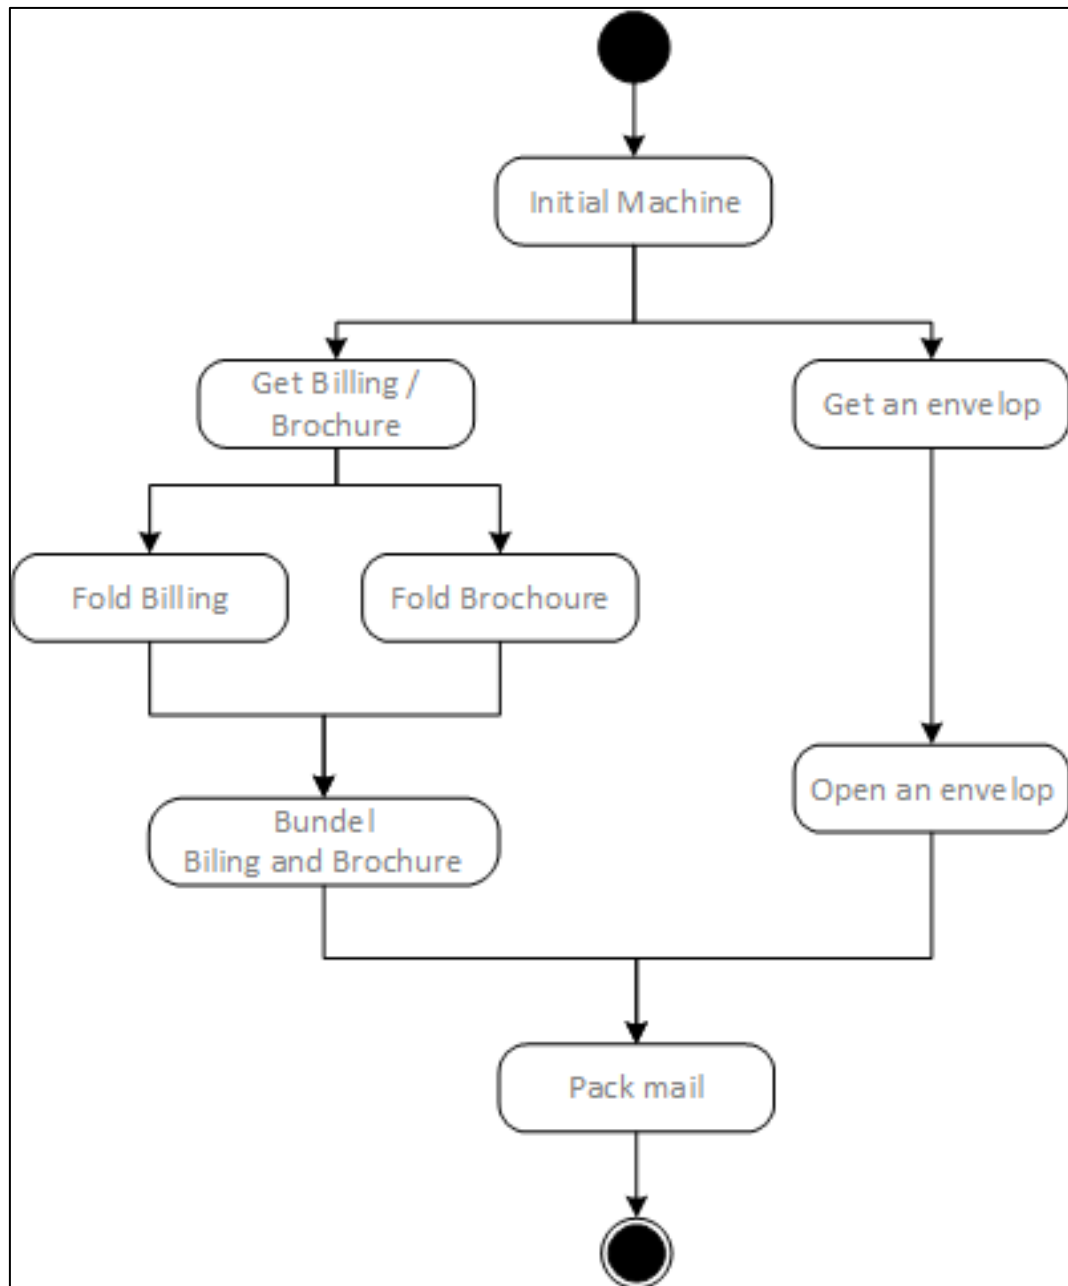 Initial Machine
Get Billing /
Brochure
Get an envelop
Fold Billing
Fold Brochoure
Open an envelop
Bundel
Biling and Brochure
Pack mail